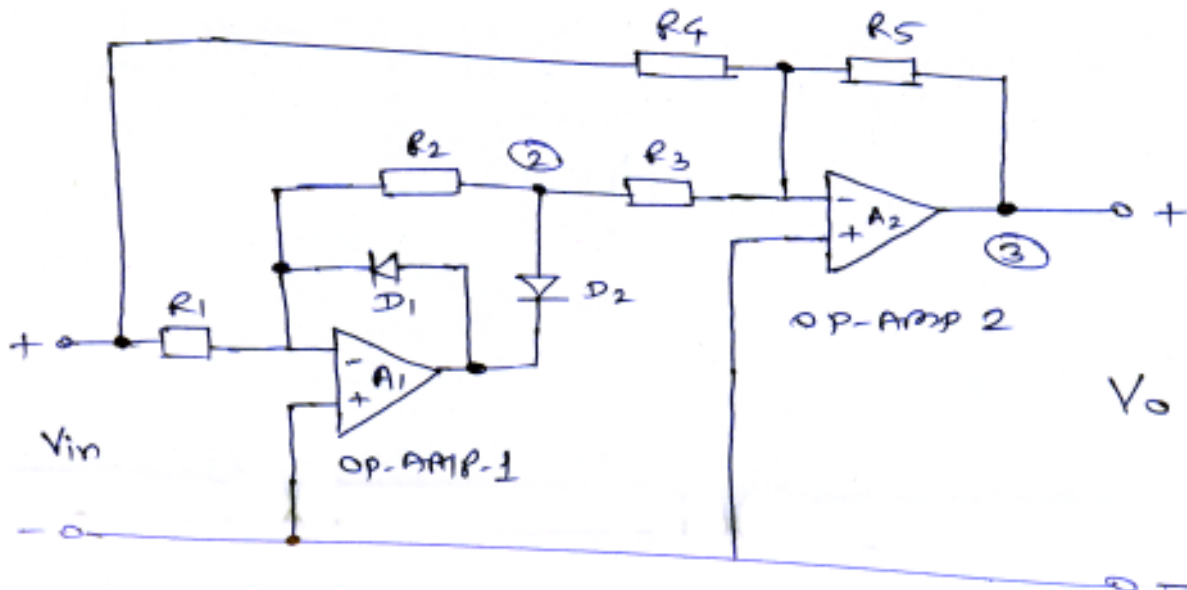 R4
R5
R2
2
R3
-
A2
+
+
3
D1
D2
R1
OP-AMP 2
+
-
A1
+
Vo
Vin
OP-AMP-1
-
-